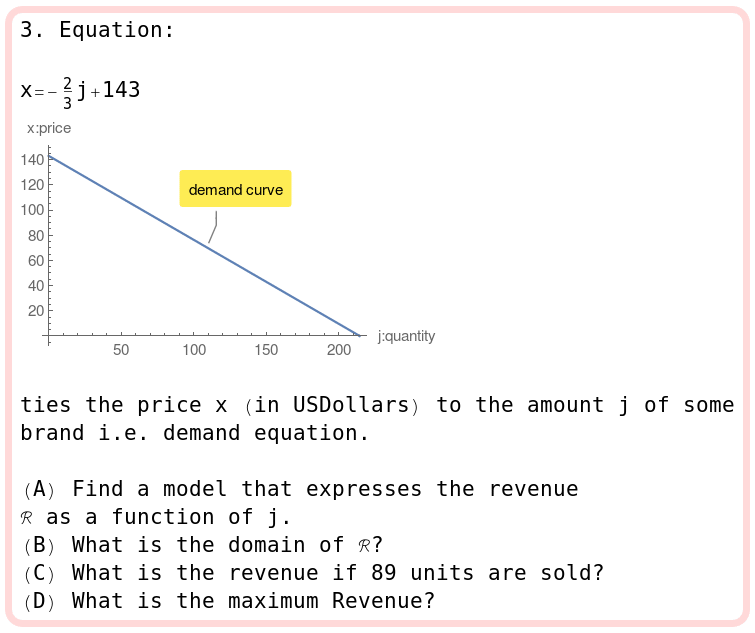 3. Equation:
x=-2/3 j+143
x:price
140
120
100
80
60
40
20
demand curve
50 100 150 200
j:quantity
ties the price x (in USDollars) to the amount j of some
brand i.e. demand equation.
(A) Find a model that expresses the revenue
ℛ as a function of j.
(B) What is the domain of ℛ?
(C) What is the revenue if 89 units are sold?
(D) What is the maximum Revenue?